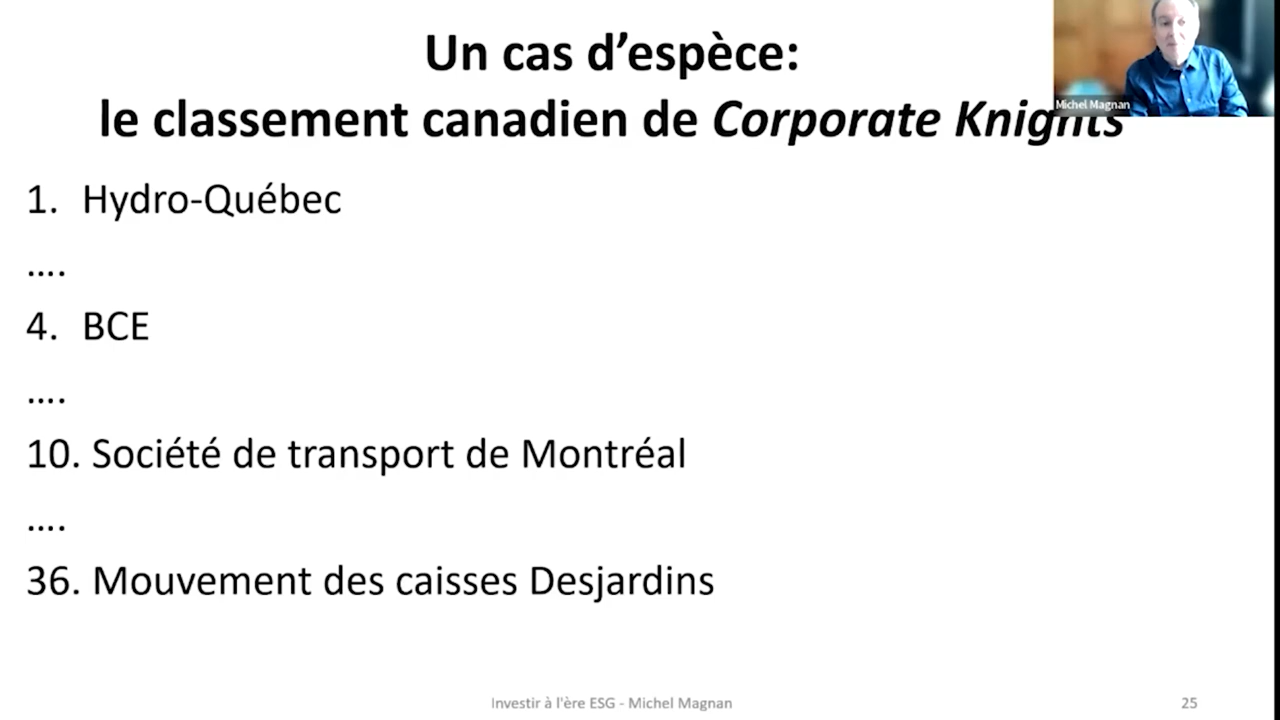 Un cas d’espèce:
le classement canadien de Corporate Knights
Michel Magnan
1. Hydro-Québec
….
4. BCE
….
10. Société de transport de Montréal
….
36. Mouvement des caisses Desjardins
Investir à l'ère ESG - Michel Magnan
25